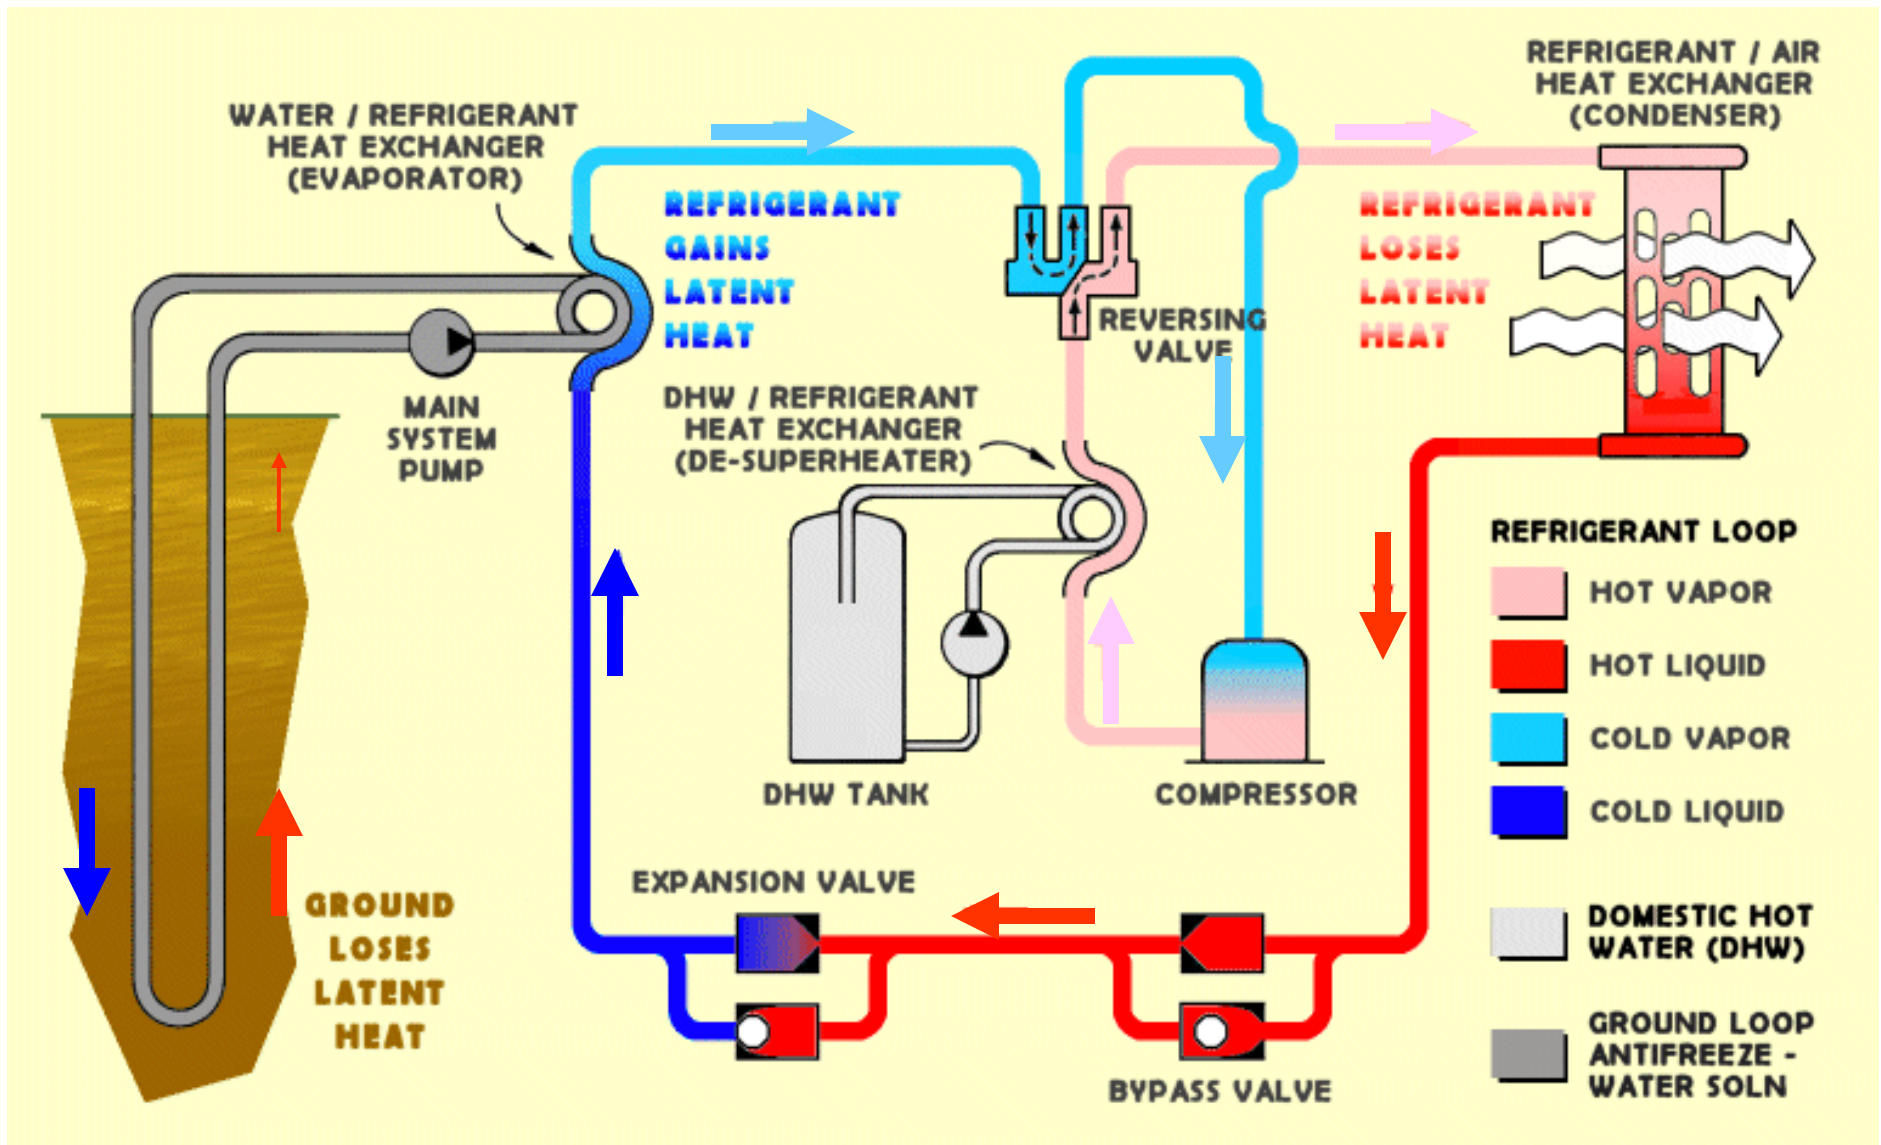 REFRIGERANT / AIR
HEAT EXCHANGER
(CONDENSER)
WATER / REFRIGERANT
HEAT EXCHANGER
(EVAPORATOR)
REFRIGERANT
GAINS
LATENT
HEAT
REFRIGERANT
LOSES
LATENT
HEAT
REVERSING
VALVE
MAIN
SYSTEM
PUMP
DHW / REFRIGERANT
HEAT EXCHANGER
(DE-SUPERHEATER)
REFRIGERANT LOOP
HOT VAPOR
HOT LIQUID
COLD VAPOR
COLD LIQUID
DHW TANK
COMPRESSOR
EXPANSION VALVE
GROUND
LOSES
LATENT
HEAT
DOMESTIC HOT
WATER (DHW)
GROUND LOOP
ANTIFREEZE -
WATER SOLN
BYPASS VALVE